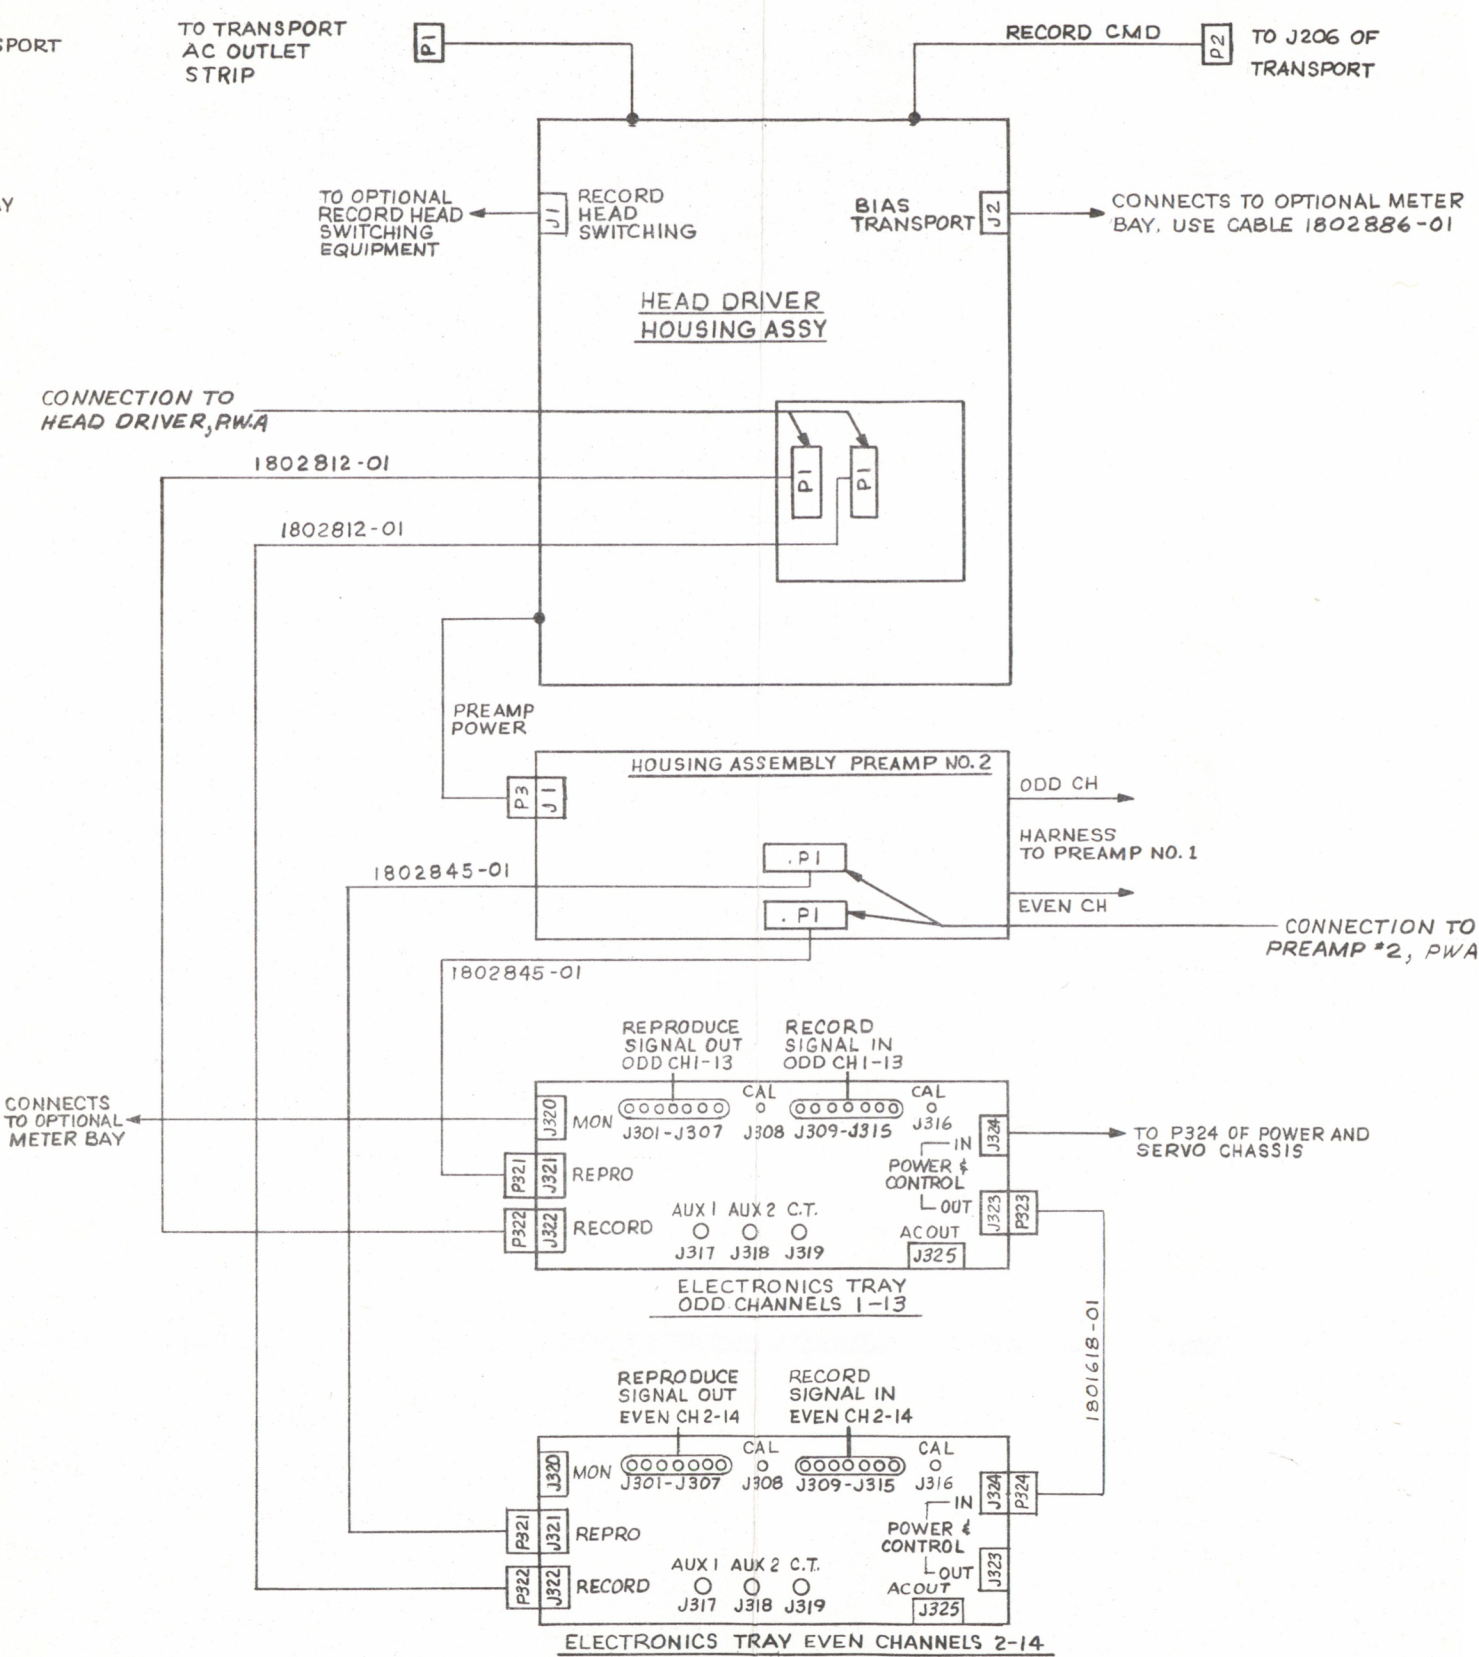 SPORT
TO TRANSPORT
AC OUTLET
STRIP
P1
RECORD CMD
P2
TO J206 OF
TRANSPORT
AY
TO OPTIONAL
RECORD HEAD
SWITCHING
EQUIPMENT
J1
RECORD
HEAD
SWITCHING
BIAS
TRANSPORT
J2
CONNECTS TO OPTIONAL METER
BAY. USE CABLE 1802886-01
HEAD DRIVER
HOUSING ASSY
CONNECTION TO
HEAD DRIVER, P.W.A
1802812-01
P1
P1
1802812-01
PREAMP
POWER
HOUSING ASSEMBLY PREAMP NO. 2
P3
J1
ODD CH
HARNESS
TO PREAMP NO. 1
EVEN CH
.P1
1802845-01
.P1
CONNECTION TO
PREAMP #2, PWA
1802845-01
REPRODUCE
SIGNAL OUT
ODD CH1-13
RECORD
SIGNAL IN
ODD CH1-13
CONNECTS
TO OPTIONAL
METER BAY
J320
MON
J301-J307
CAL
J308
J309-J315
CAL
J316
IN
J324
TO P324 OF POWER AND
SERVO CHASSIS
P321
J321
REPRO
POWER &
CONTROL
OUT
J323
P323
P322
J322
RECORD
AUX 1 AUX 2 C.T.
J317 J318 J319
AC OUT
J325
ELECTRONICS TRAY
ODD CHANNELS 1-13
1801618-01
REPRODUCE
SIGNAL OUT
EVEN CH 2-14
RECORD
SIGNAL IN
EVEN CH 2-14
J320
MON
J301-J307
CAL
J308
J309-J315
CAL
J316
IN
J324
P324
P321
J321
REPRO
POWER &
CONTROL
OUT
J323
P322
J322
RECORD
AUX 1 AUX 2 C.T.
J317 J318 J319
AC OUT
J325
ELECTRONICS TRAY EVEN CHANNELS 2-14